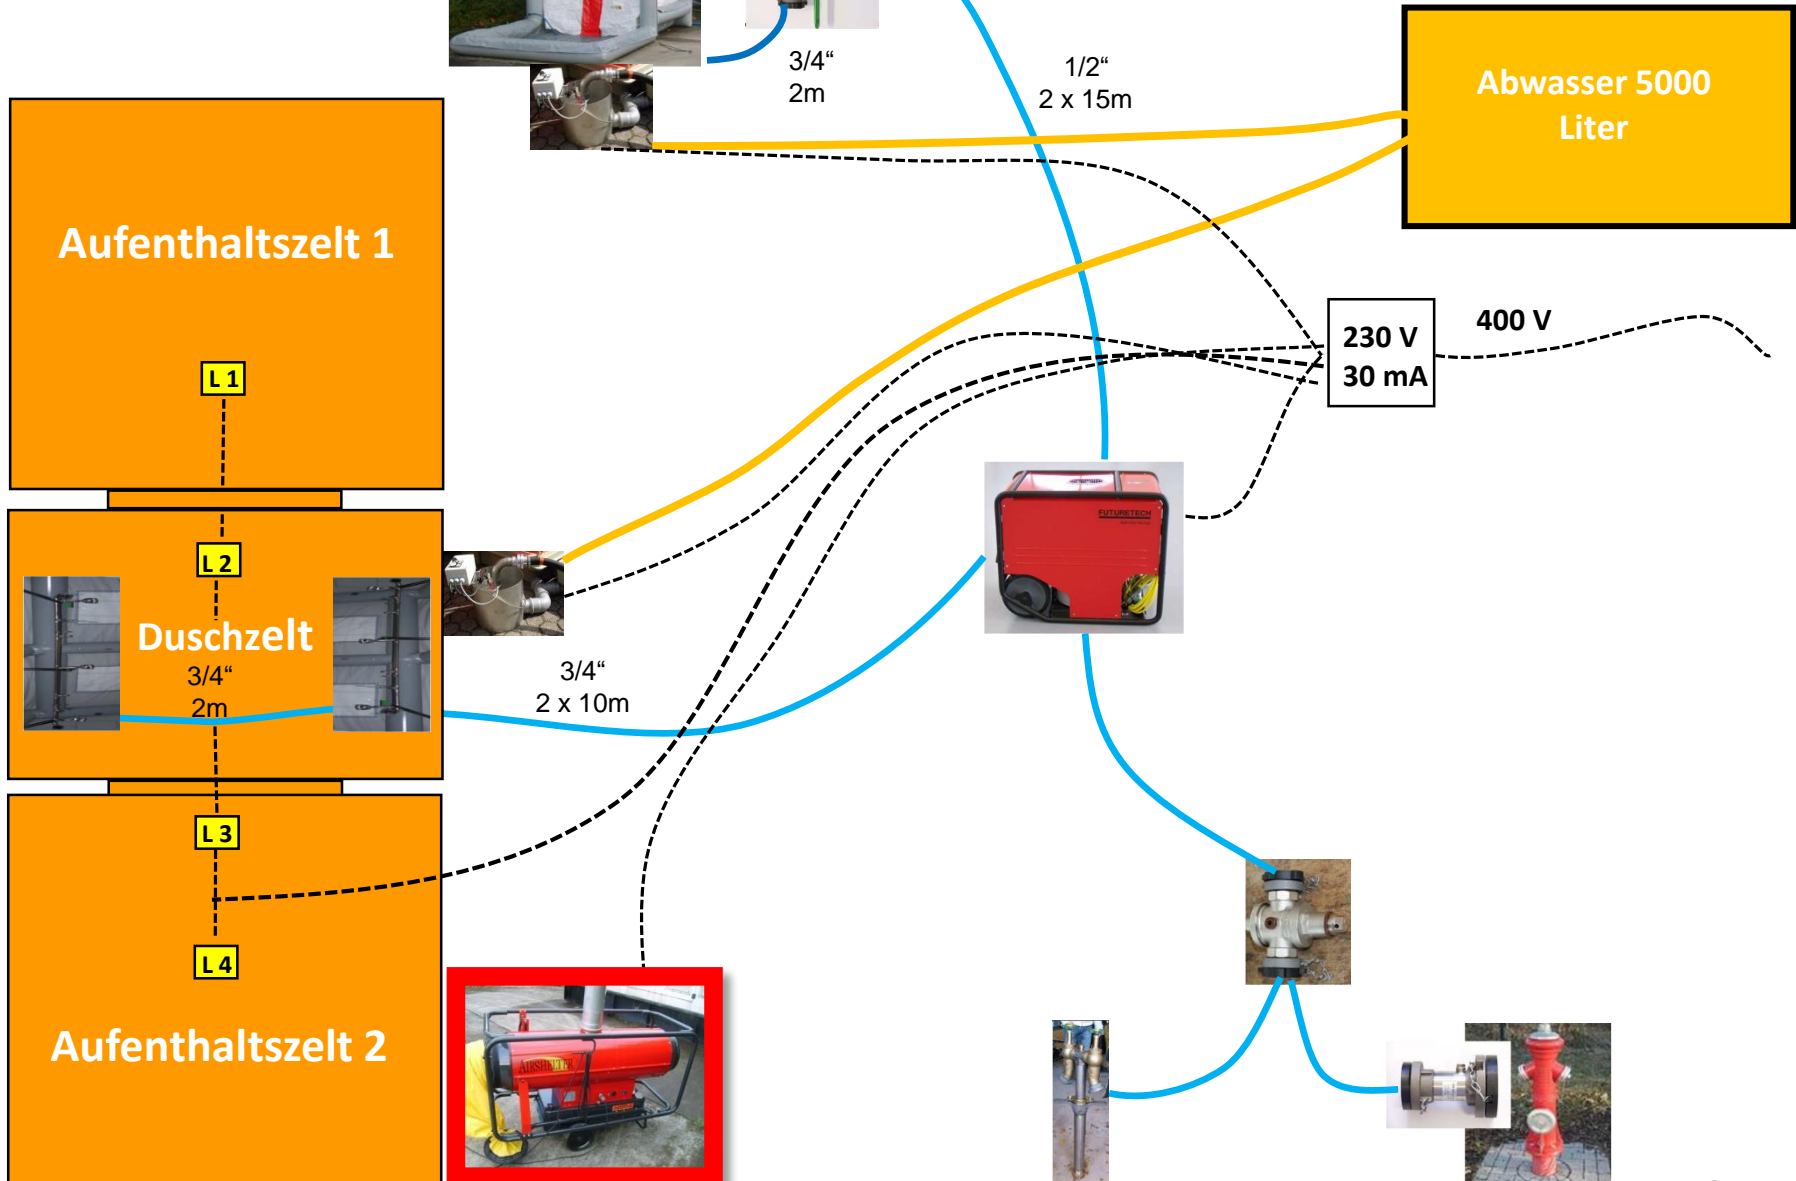 3/4“
2m
1/2“
2 x 15m
Abwasser 5000
Liter
Aufenthaltszelt 1
230 V
30 mA
400 V
L 1
FUTURETECH
L 2
Duschzelt
3/4“
2m
3/4“
2 x 10m
L 3
L 4
Aufenthaltszelt 2
AIRSHELTER